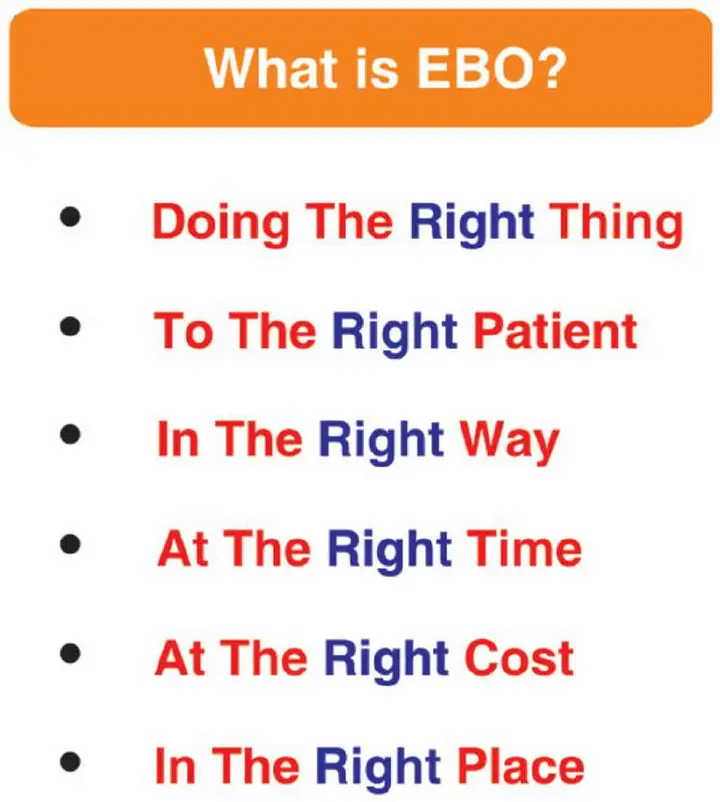 What is EBO?
• Doing The Right Thing
• To The Right Patient
• In The Right Way
• At The Right Time
• At The Right Cost
• In The Right Place